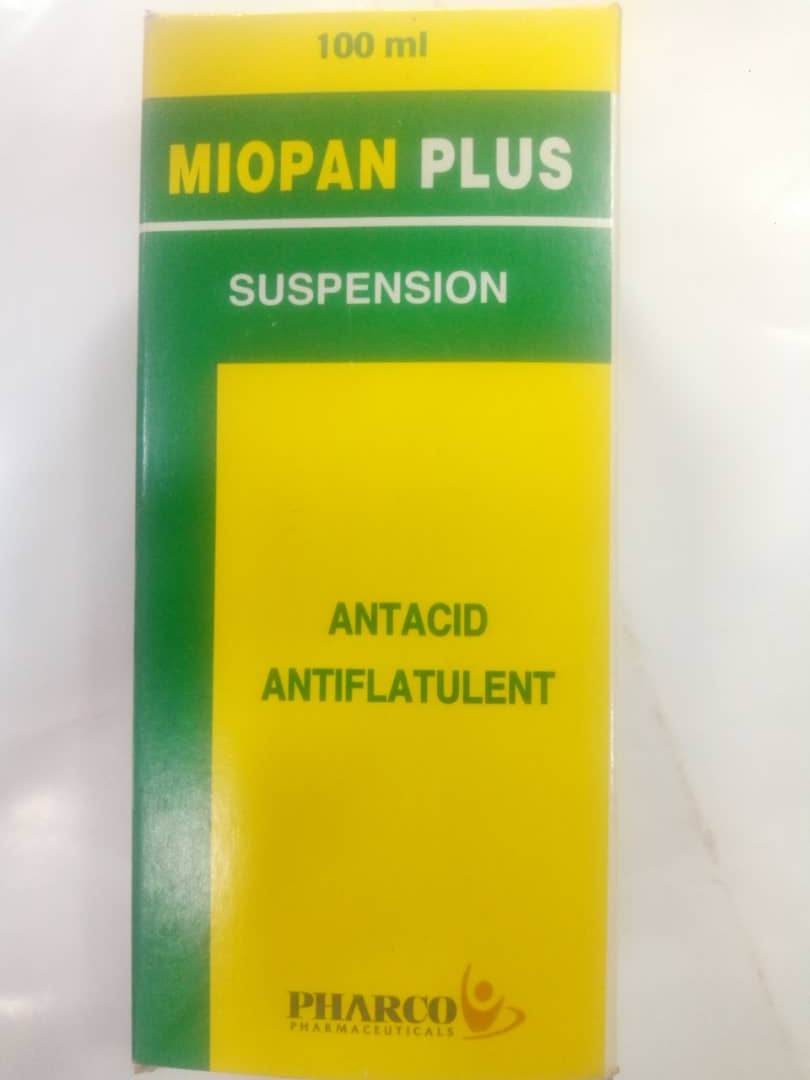 100 ml
MIOPAN PLUS
SUSPENSION
ANTACID
ANTIFLATULENT
PHARCO
PHARMACEUTICALS